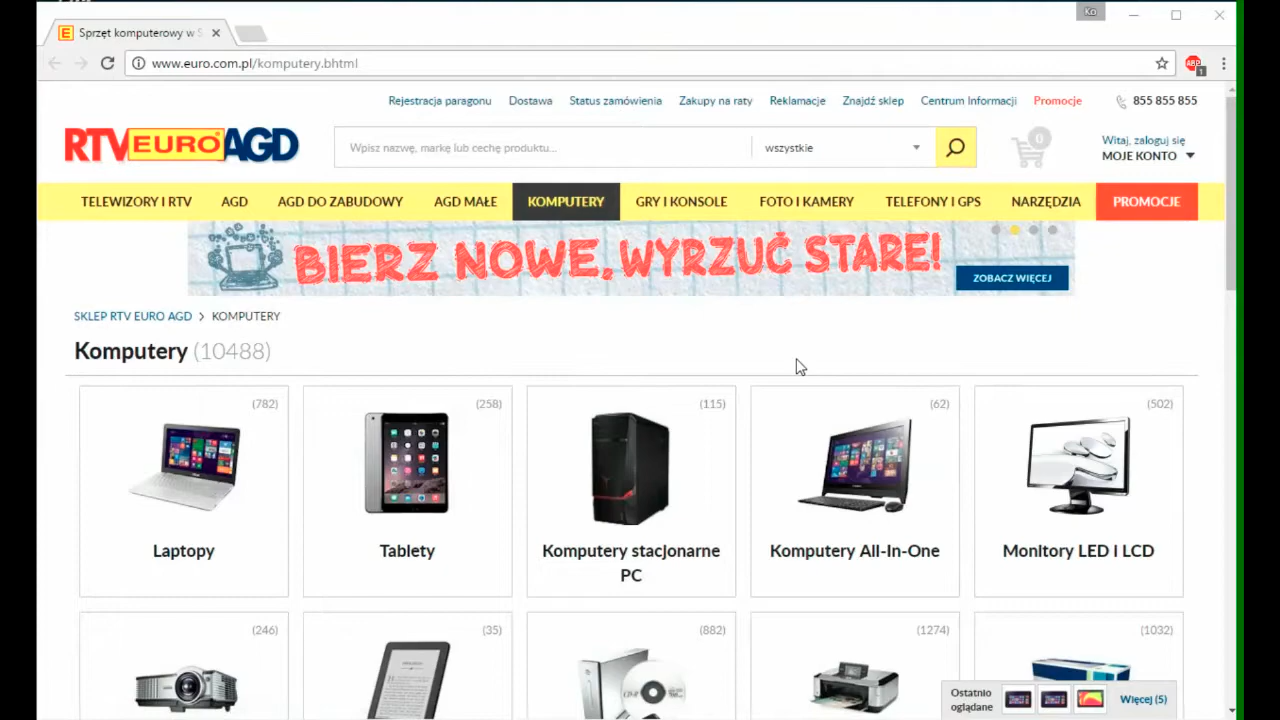 Ko
Sprzęt komputerowy w S
www.euro.com.pl/komputery.bhtml
ABP
1
Rejestracja paragonu Dostawa Status zamówienia Zakupy na raty Reklamacje Znajdź sklep Centrum Informacji Promocje 855 855 855
RTV EURO AGD
Wpisz nazwę, markę lub cechę produktu...
wszystkie
0
Witaj, zaloguj się
MOJE KONTO
TELEWIZORY I RTV AGD AGD DO ZABUDOWY AGD MAŁE KOMPUTERY GRY I KONSOLE FOTO I KAMERY TELEFONY I GPS NARZĘDZIA PROMOCJE
BIERZ NOWE, WYRZUĆ STARE!
ZOBACZ WIĘCEJ
SKLEP RTV EURO AGD > KOMPUTERY
Komputery (10488)
(782) (258) (115) (62) (502)
Laptopy Tablety Komputery stacjonarne PC Komputery All-In-One Monitory LED i LCD
(246) (35) (882) (1274) (1032)
Ostatnio oglądane
Więcej (5)